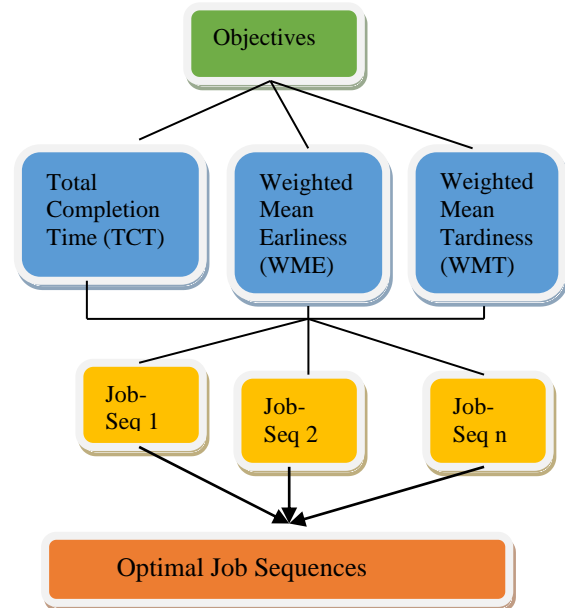 Objectives
Total
Completion
Time (TCT)
Weighted
Mean
Earliness
(WME)
Weighted
Mean
Tardiness
(WMT)
Job-
Seq 1
Job-
Seq 2
Job-
Seq n
Optimal Job Sequences